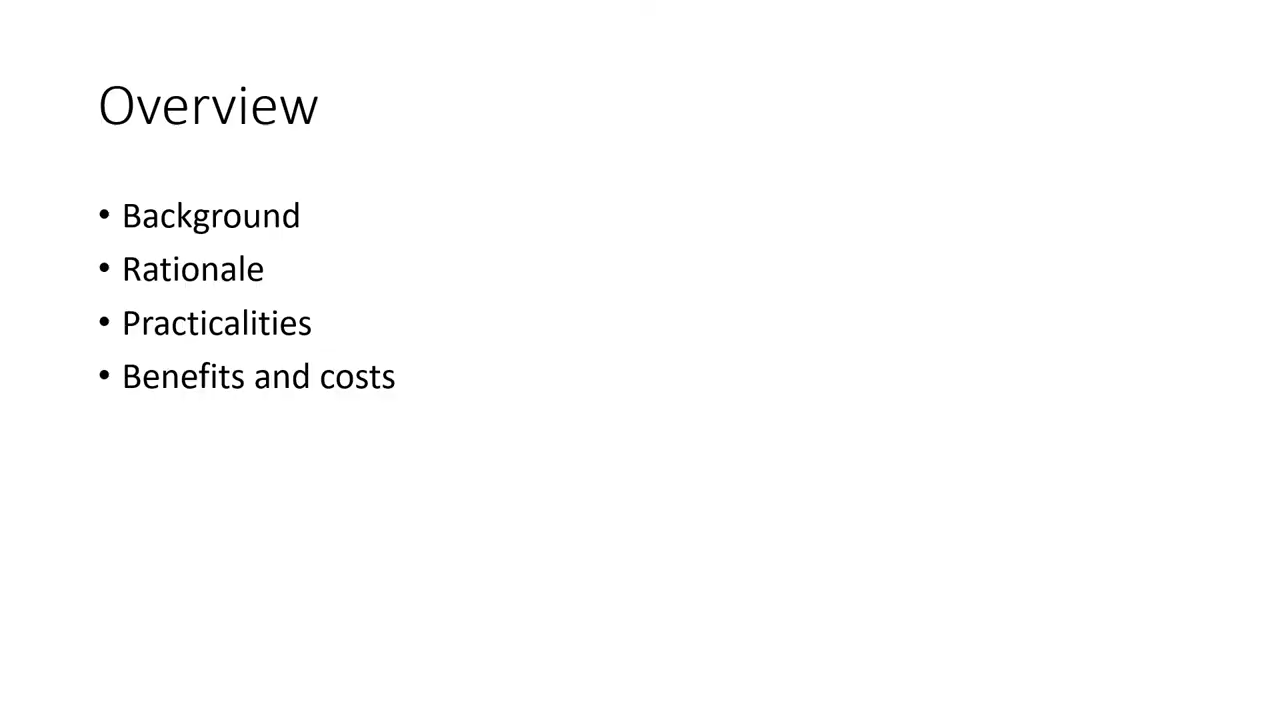 Overview
• Background
• Rationale
• Practicalities
• Benefits and costs